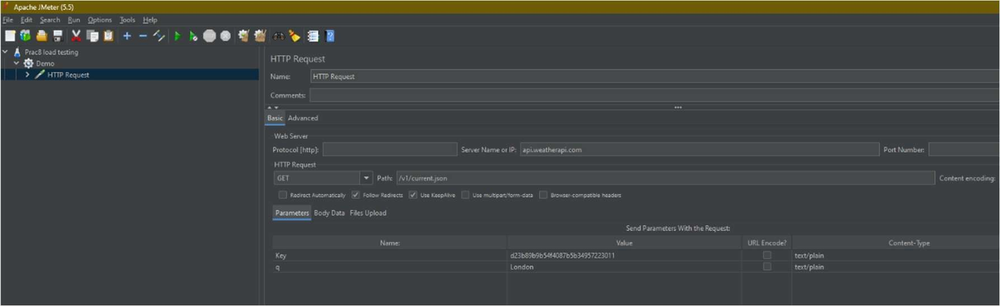 Apache JMeter (5.5)
File Edit Search Run Options Tools Help
Prac8 load testing
Demo
HTTP Request
HTTP Request
Name: HTTP Request
Comments:
Basic Advanced
Web Server
Protocol [http]: Server Name or IP: api.weatherapi.com Port Number:
HTTP Request
GET Path: /v1/current.json Content encoding:
Redirect Automatically Follow Redirects Use KeepAlive Use multipart/form-data Browser-compatible headers
Parameters Body Data Files Upload
Send Parameters With the Request:
Name: Value URL Encode? Content-Type
Key d23b89b9b54f4087b5b34957223011 text/plain
q London text/plain